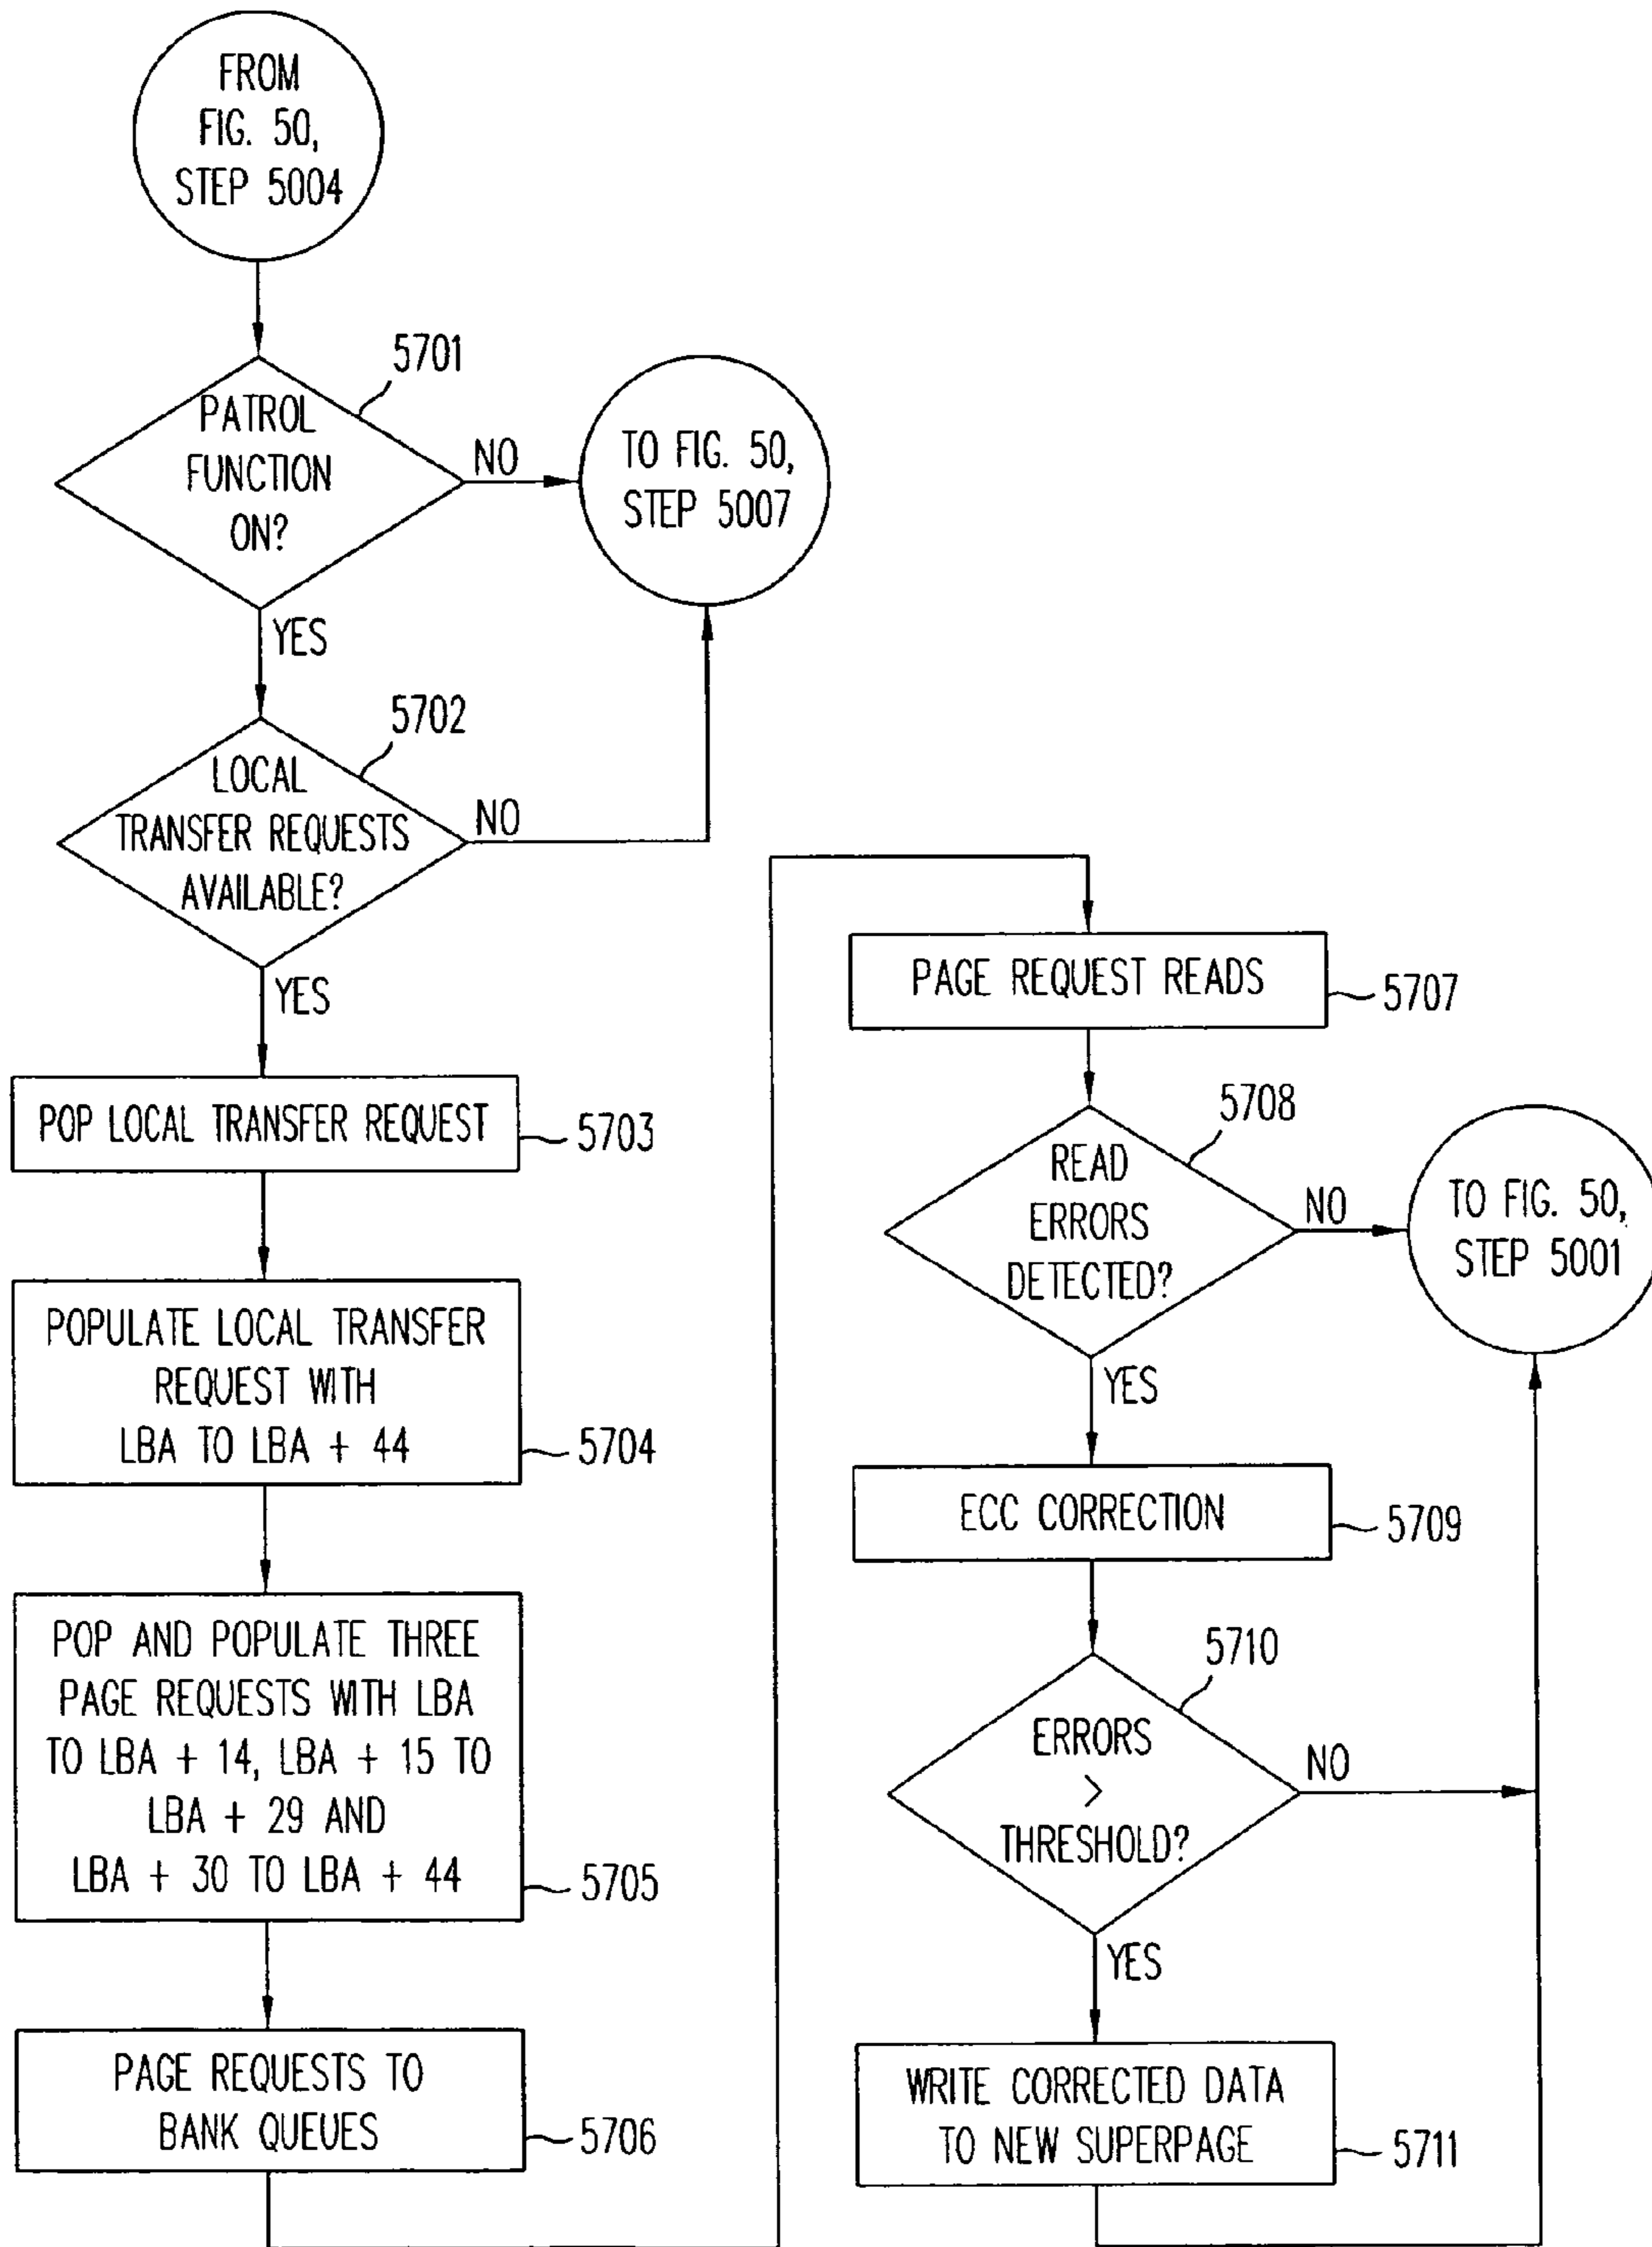 FROM
FIG. 50,
STEP 5004
5701
PATROL
FUNCTION
ON?
NO
TO FIG. 50,
STEP 5007
YES
5702
LOCAL
TRANSFER REQUESTS
AVAILABLE?
NO
YES
POP LOCAL TRANSFER REQUEST
5703
POPULATE LOCAL TRANSFER
REQUEST WITH
LBA TO LBA + 44
5704
POP AND POPULATE THREE
PAGE REQUESTS WITH LBA
TO LBA + 14, LBA + 15 TO
LBA + 29 AND
LBA + 30 TO LBA + 44
5705
PAGE REQUESTS TO
BANK QUEUES
5706
PAGE REQUEST READS
5707
5708
READ
ERRORS
DETECTED?
NO
TO FIG. 50,
STEP 5001
YES
ECC CORRECTION
5709
5710
ERRORS
>
THRESHOLD?
NO
YES
WRITE CORRECTED DATA
TO NEW SUPERPAGE
5711